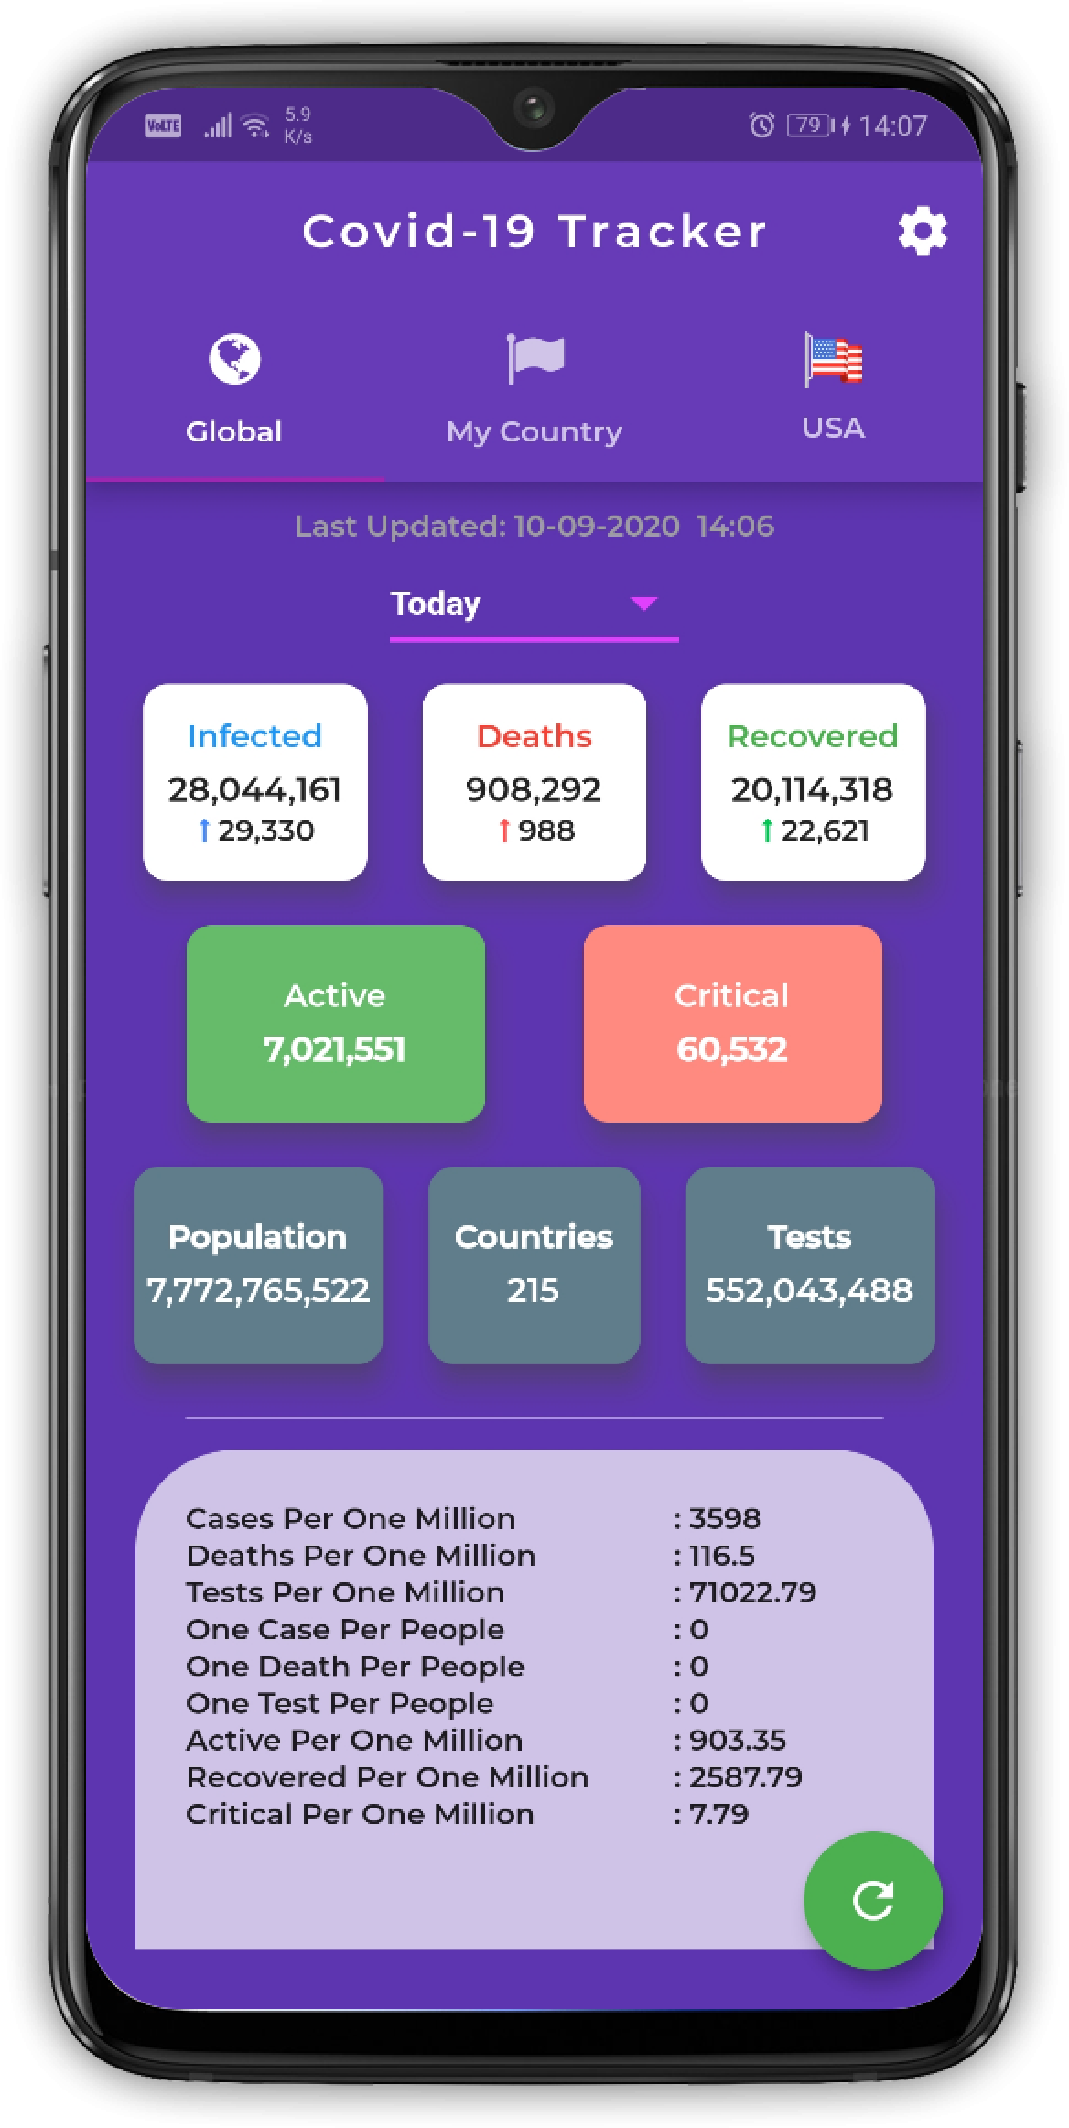 VoLTE 5.9 K/s 79 14:07
Covid-19 Tracker
Global My Country USA
Last Updated: 10-09-2020 14:06
Today
Infected Deaths Recovered
28,044,161 908,292 20,114,318
↑ 29,330 ↑ 988 ↑ 22,621
Active Critical
7,021,551 60,532
Population Countries Tests
7,772,765,522 215 552,043,488
Cases Per One Million : 3598
Deaths Per One Million : 116.5
Tests Per One Million : 71022.79
One Case Per People : 0
One Death Per People : 0
One Test Per People : 0
Active Per One Million : 903.35
Recovered Per One Million : 2587.79
Critical Per One Million : 7.79